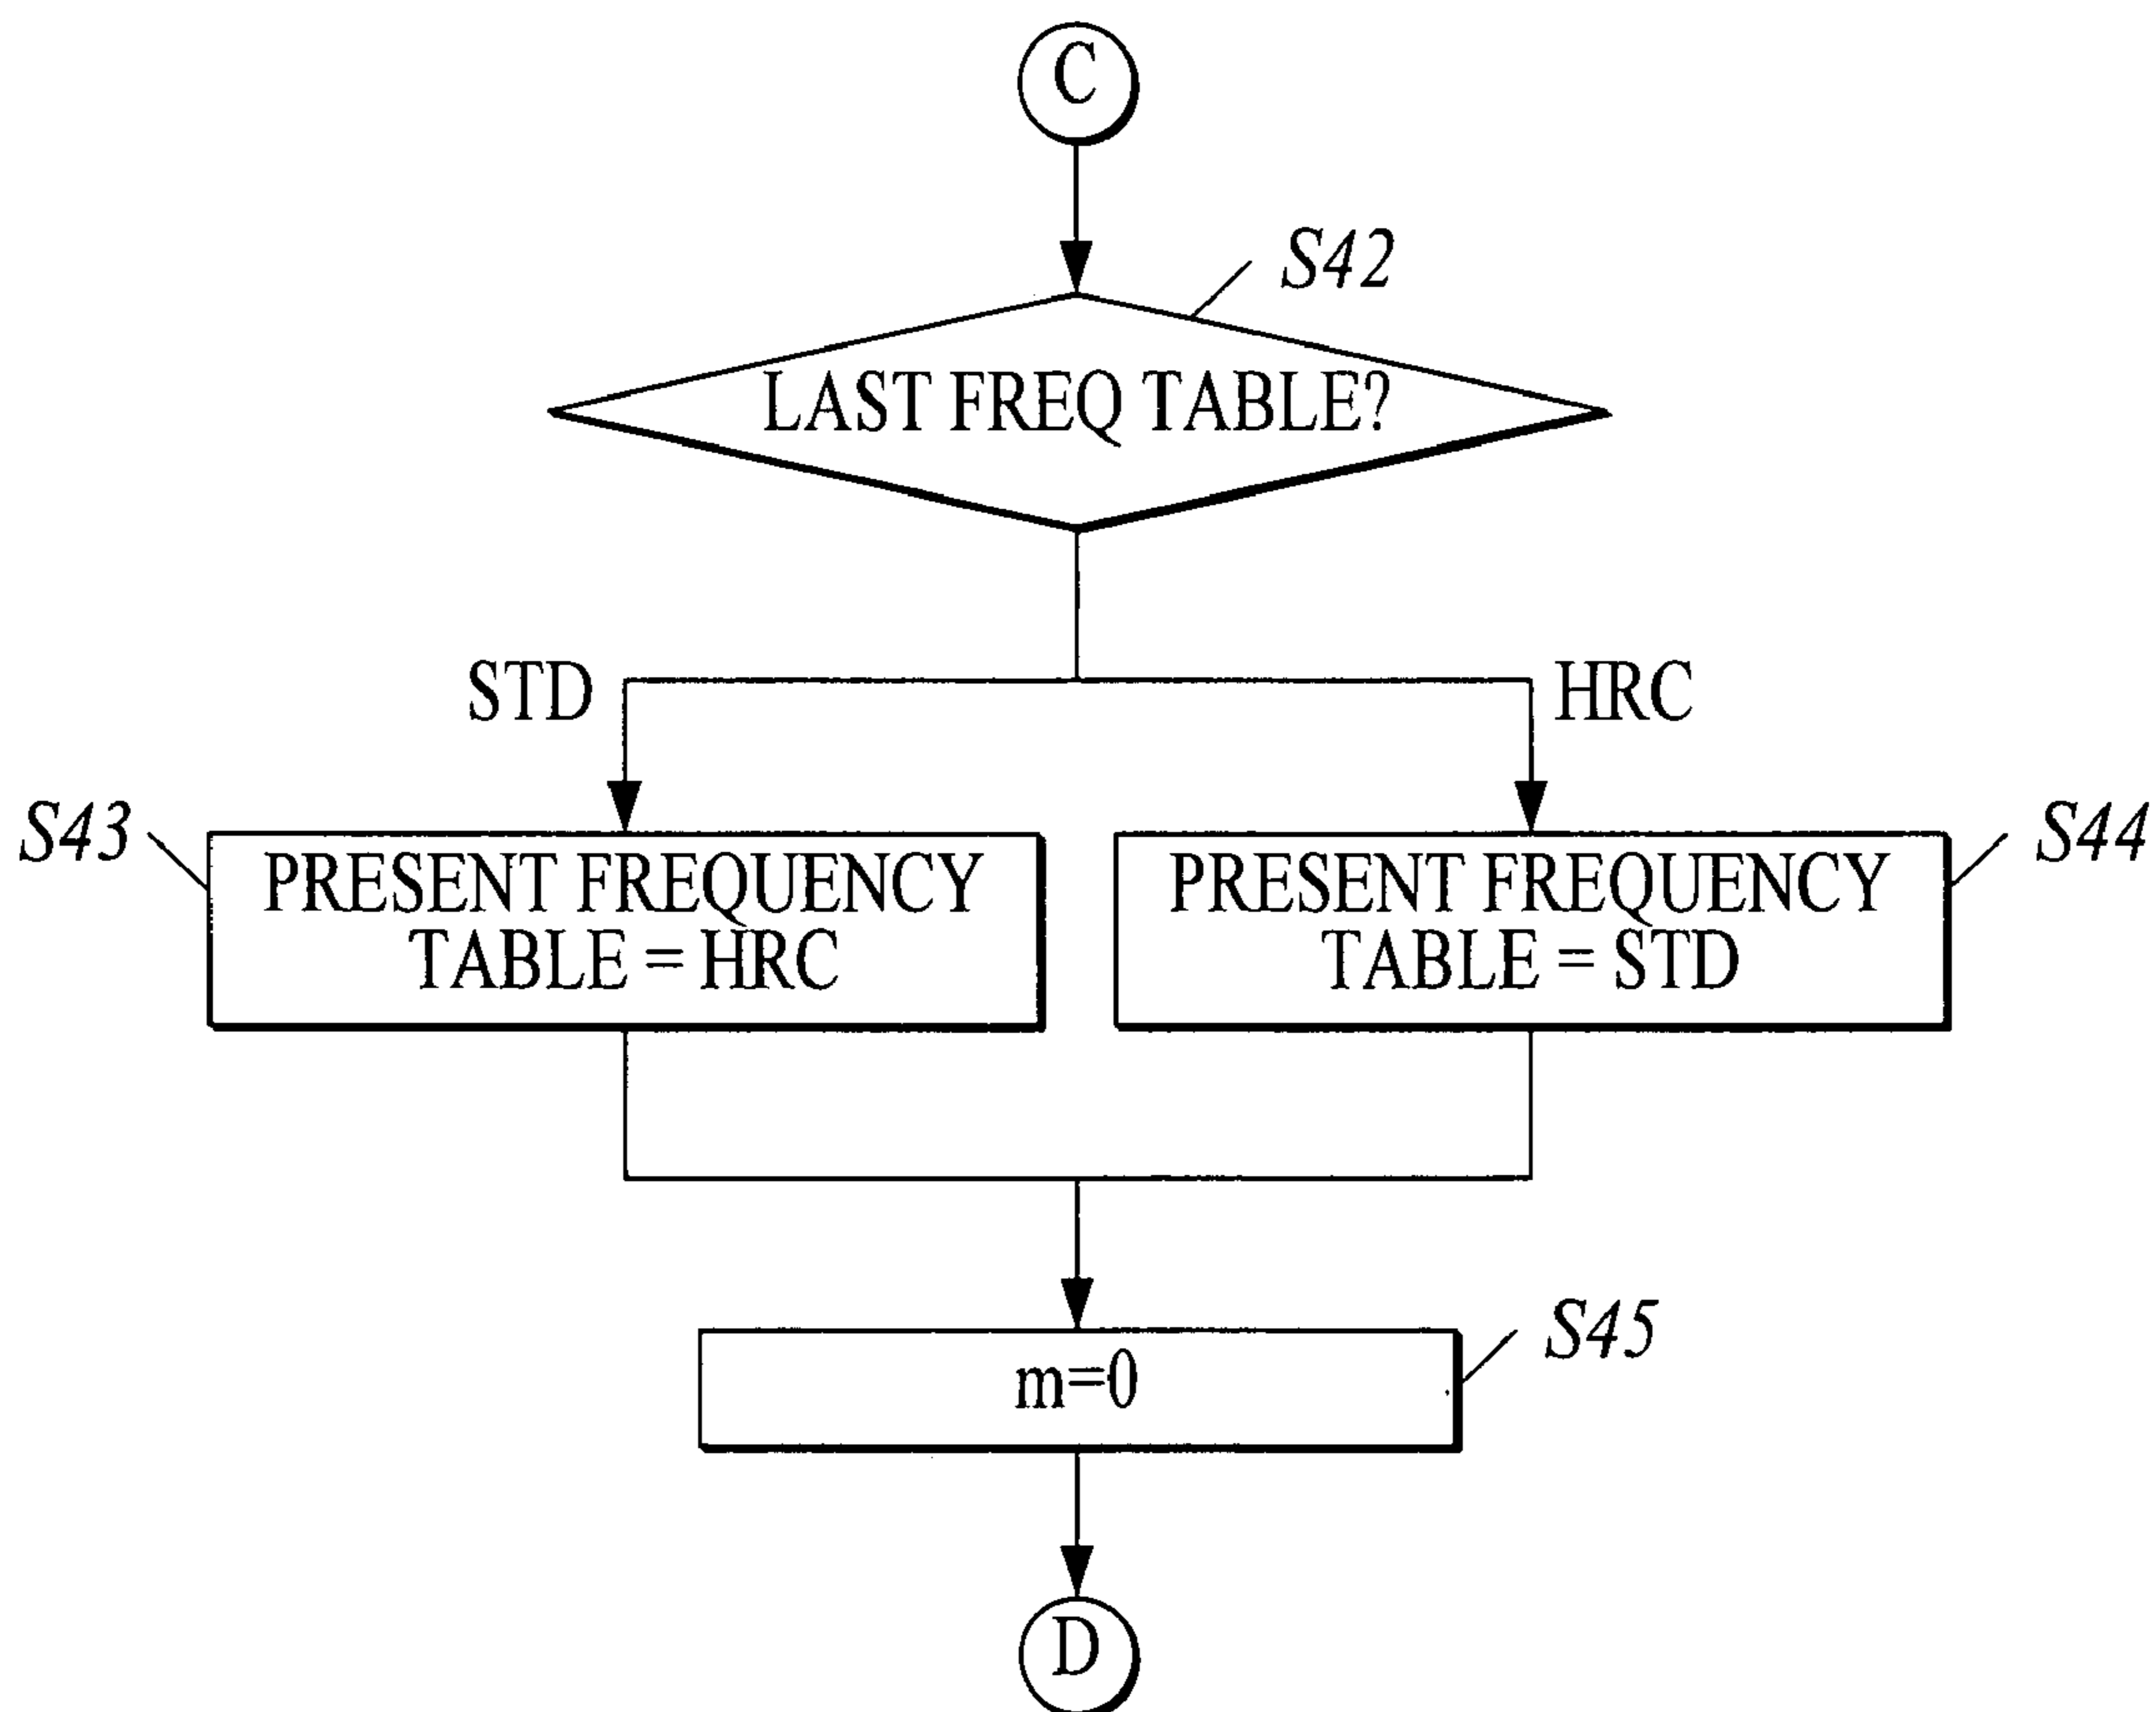 C
S42
LAST FREQ TABLE?
STD
HRC
S43
PRESENT FREQUENCY
TABLE = HRC
PRESENT FREQUENCY
TABLE = STD
S44
S45
m=0
D